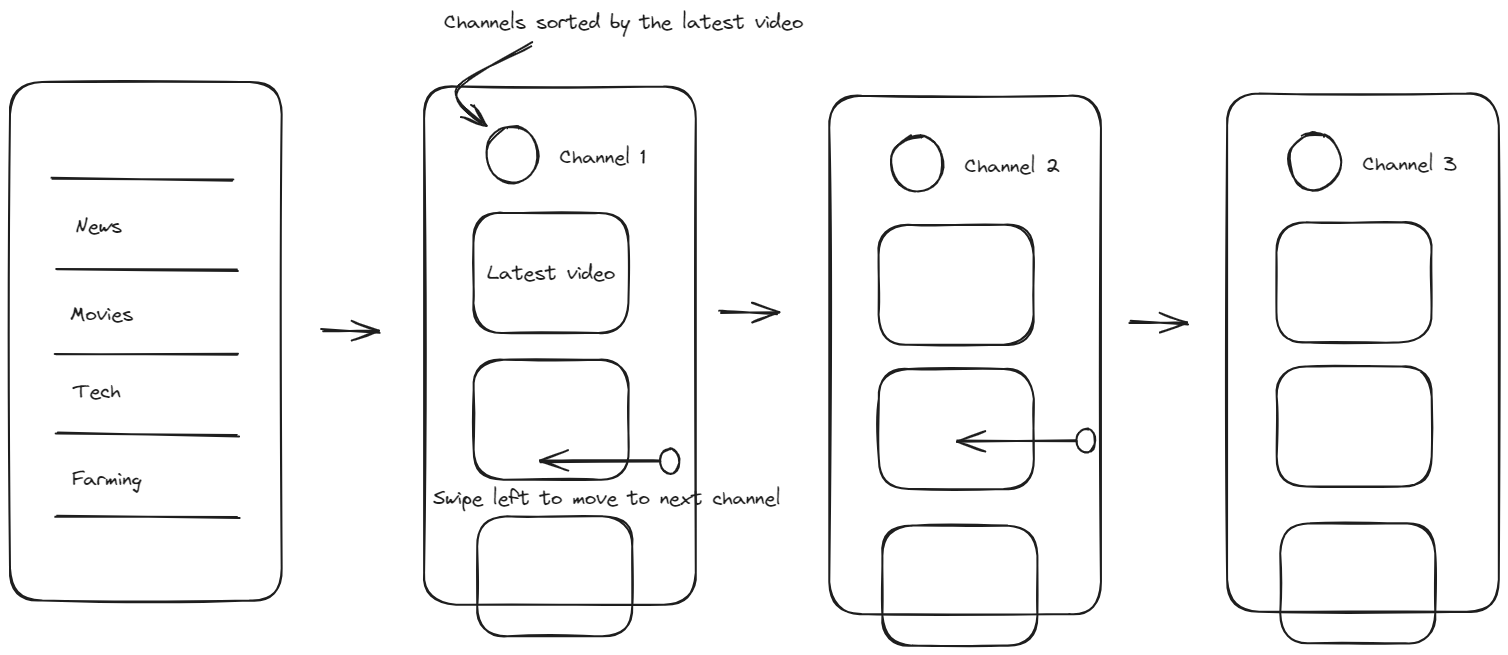 Channels sorted by the latest video
News
Movies
Tech
Farming
Channel 1
Latest video
Swipe left to move to next channel
Channel 2
Channel 3